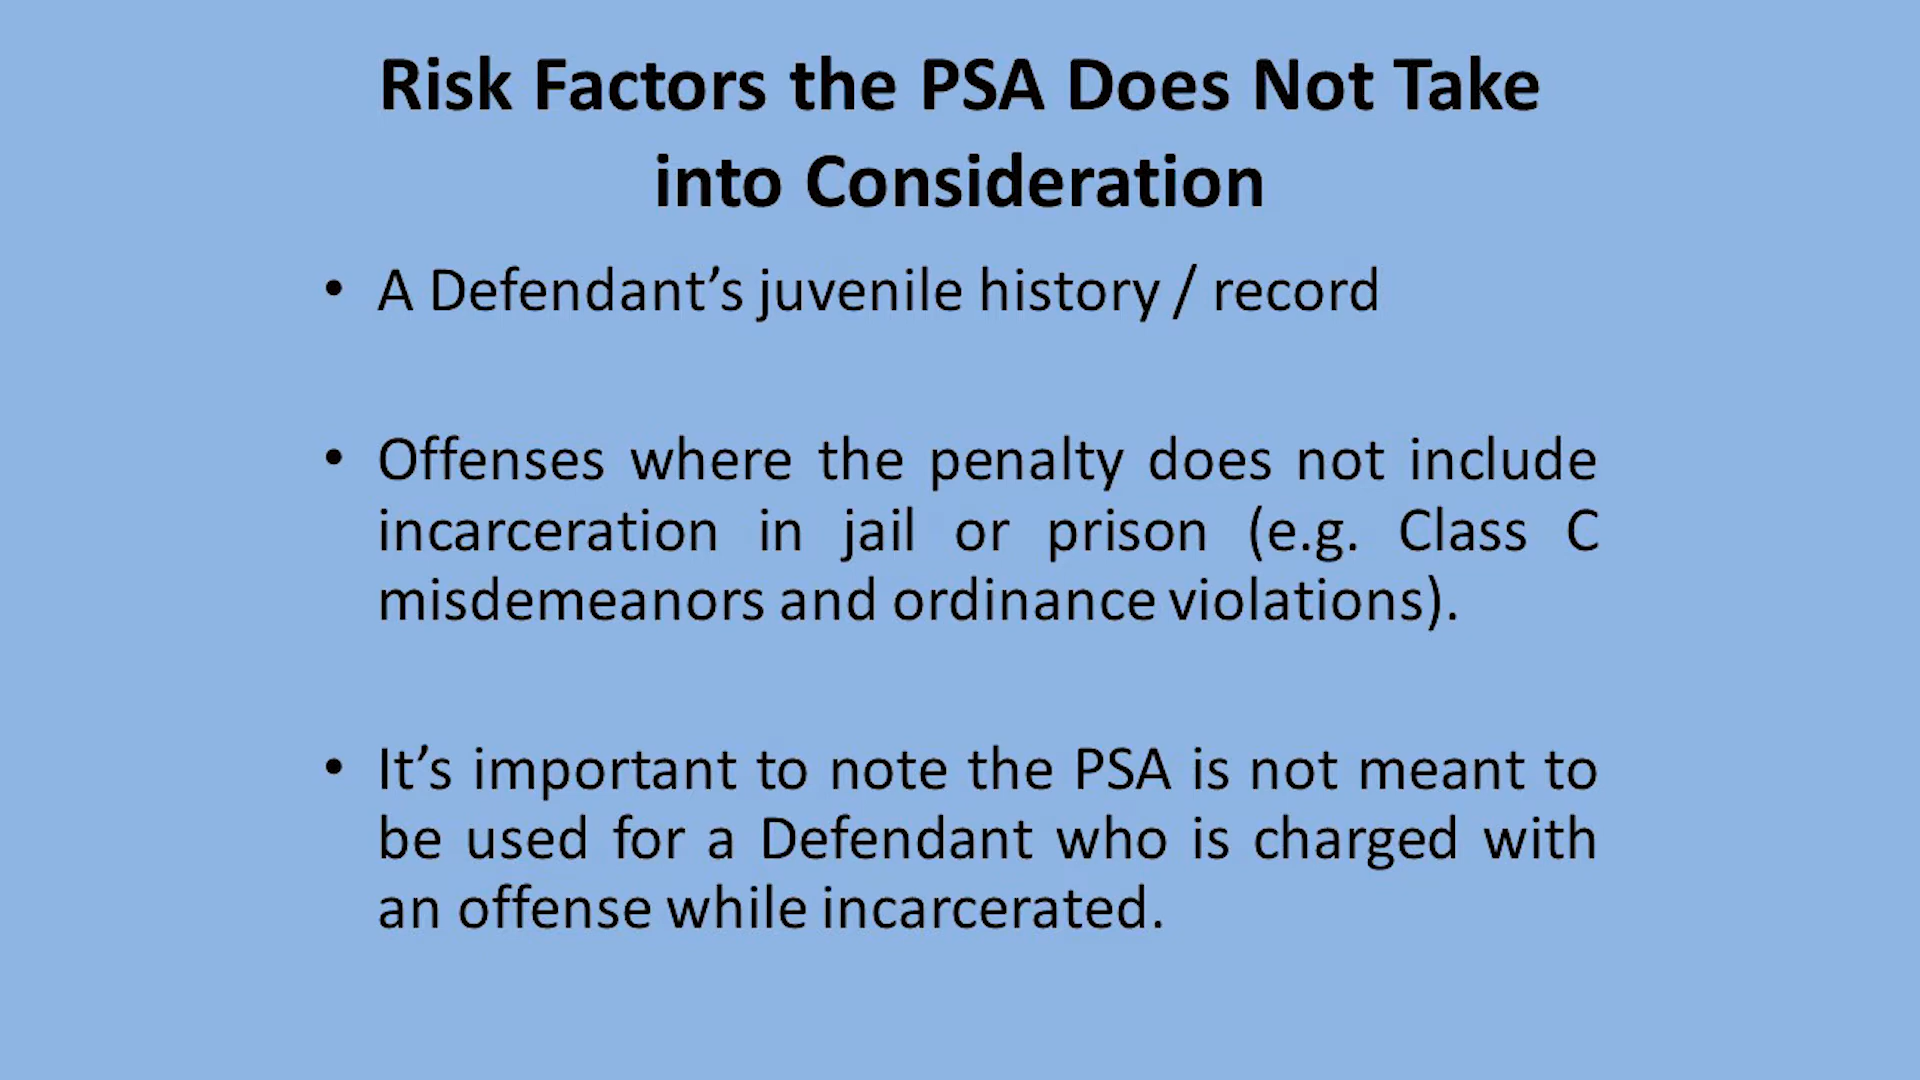 Risk Factors the PSA Does Not Take
into Consideration
• A Defendant’s juvenile history / record
• Offenses where the penalty does not include
incarceration in jail or prison (e.g. Class C
misdemeanors and ordinance violations).
• It’s important to note the PSA is not meant to
be used for a Defendant who is charged with
an offense while incarcerated.